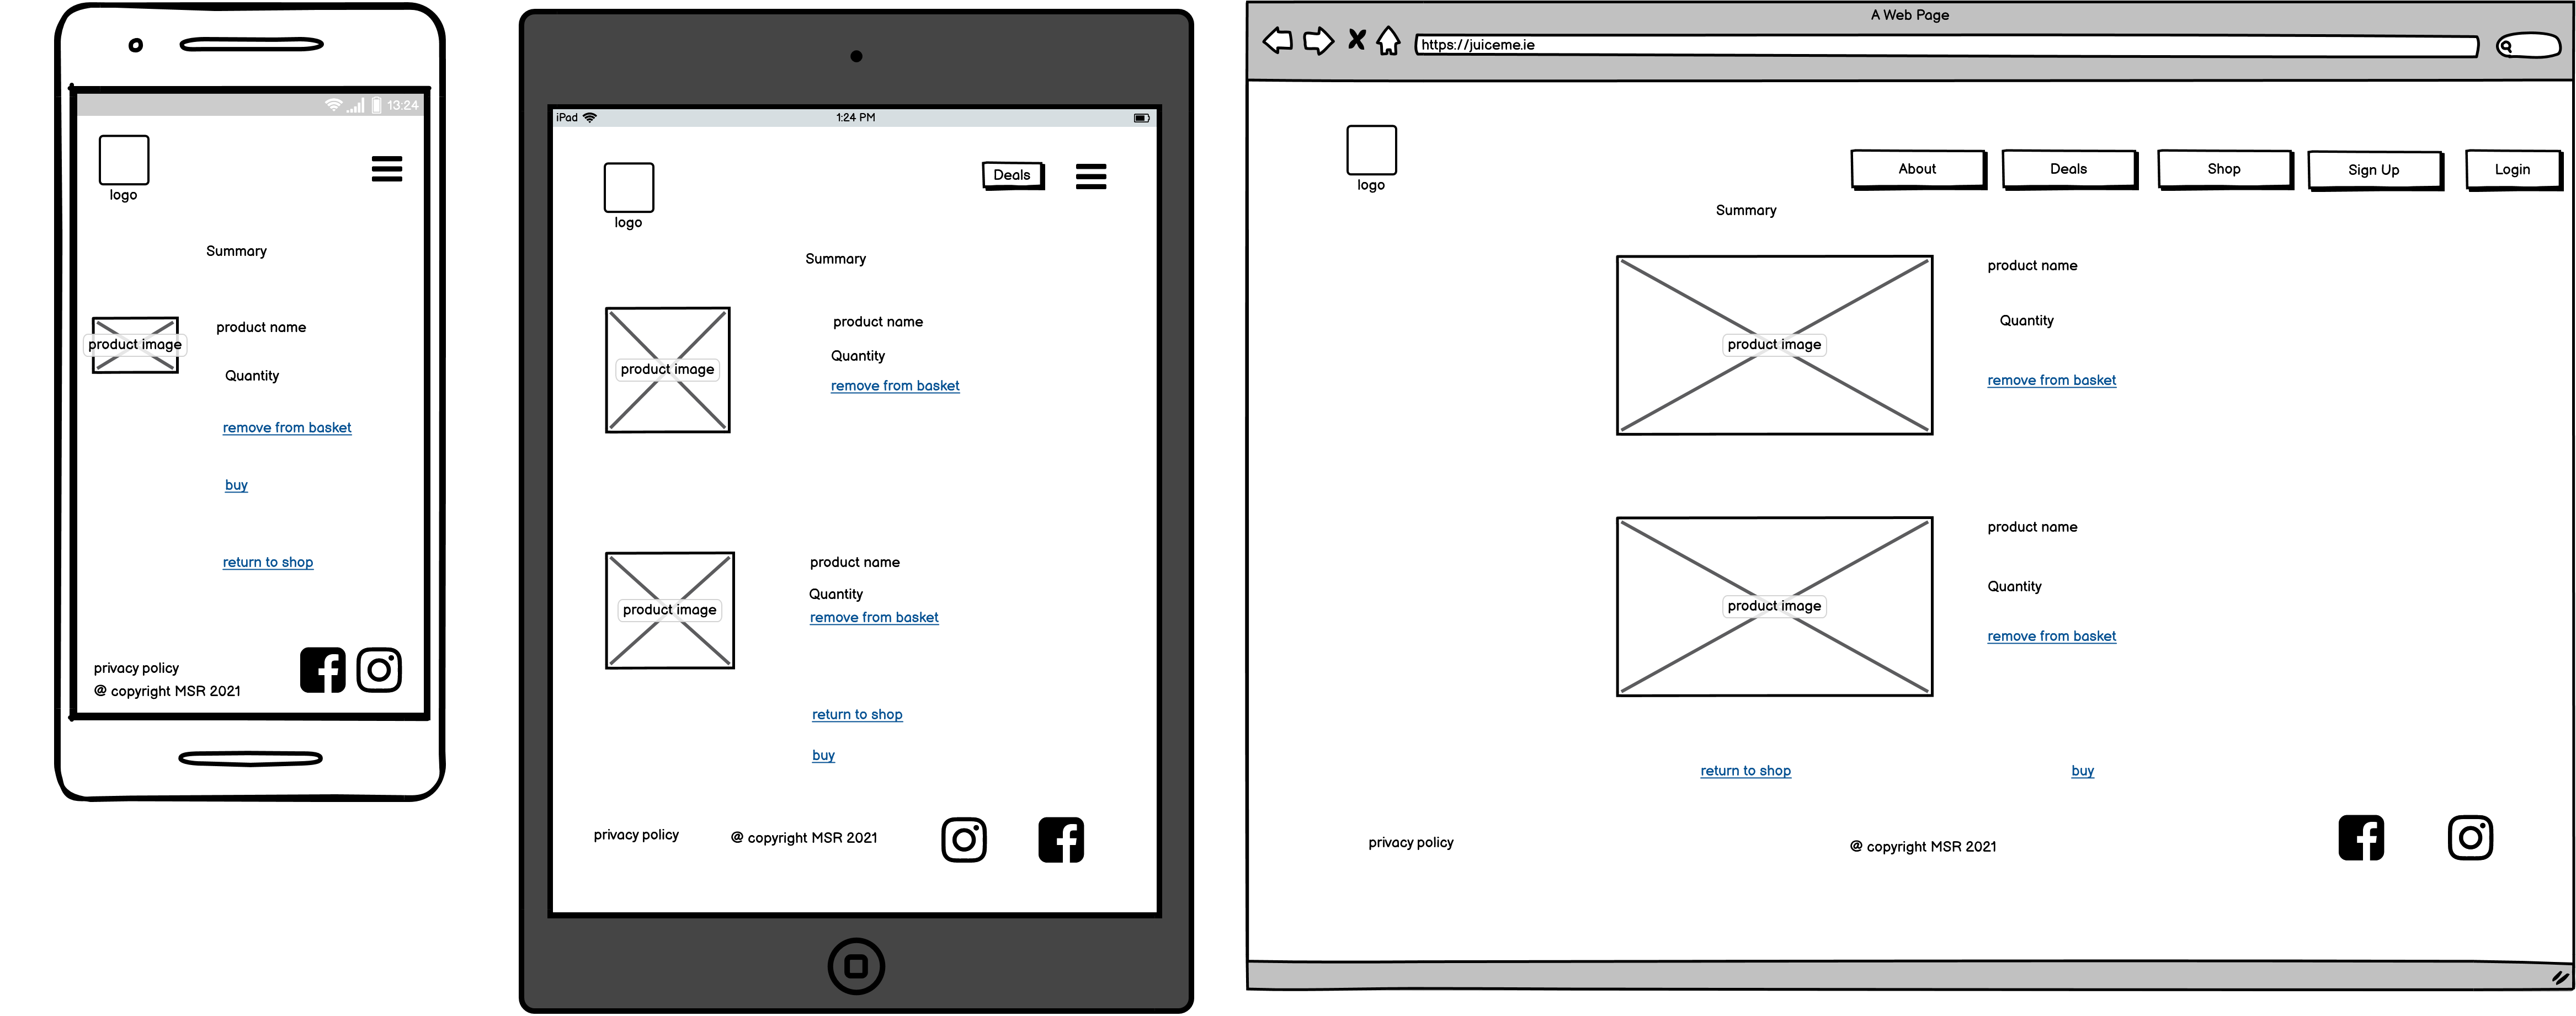 13:24
logo
Summary
product image
product name
Quantity
remove from basket
buy
return to shop
privacy policy
@ copyright MSR 2021
iPad
1:24 PM
logo
Deals
Summary
product image
product name
Quantity
remove from basket
product image
product name
Quantity
remove from basket
return to shop
buy
privacy policy
@ copyright MSR 2021
A Web Page
https://juiceme.ie
logo
About
Deals
Shop
Sign Up
Login
Summary
product image
product name
Quantity
remove from basket
product image
product name
Quantity
remove from basket
return to shop
buy
privacy policy
@ copyright MSR 2021